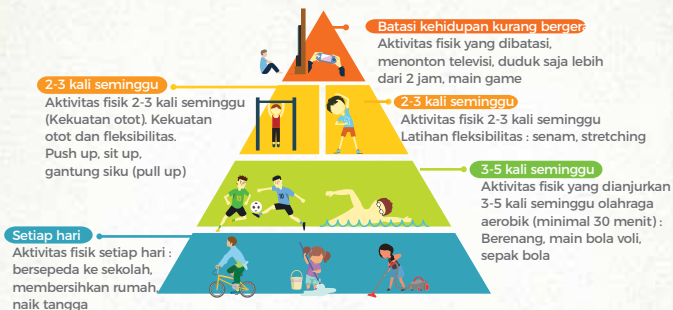 Batasi kehidupan kurang
Aktivitas fisik yang dibatasi,
menonton televisi, duduk saja lebih
dari 2 jam, main game
2-3 kali seminggu
Aktivitas fisik 2-3 kali seminggu
(Kekuatan otot). Kekuatan
otot dan fleksibilitas.
Push up, sit up,
gantung siku (pull up)
2-3 kali seminggu
Aktivitas fisik 2-3 kali seminggu
Latihan fleksibilitas : senam, stretching
3-5 kali seminggu
Aktivitas fisik yang dianjurkan
3-5 kali seminggu olahraga
aerobik (minimal 30 menit) :
Berenang, main bola voli,
sepak bola
Setiap hari
Aktivitas fisik setiap hari :
bersepeda ke sekolah,
membersihkan rumah,
naik tangga